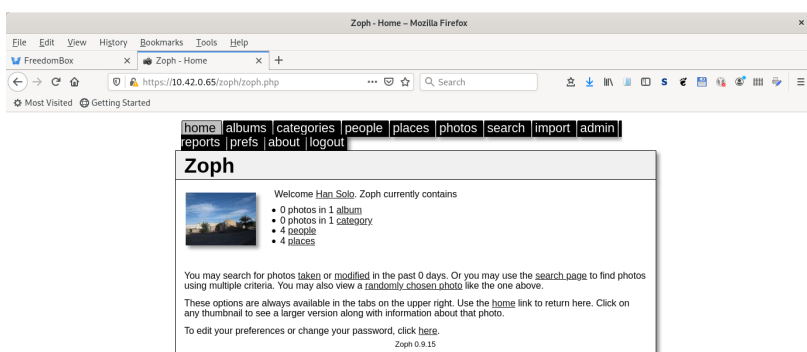 Zoph - Home – Mozilla Firefox
File Edit View History Bookmarks Tools Help
FreedomBox
Zoph - Home
https://10.42.0.65/zoph/zoph.php
Search
Most Visited
Getting Started
home albums categories people places photos search import admin
reports prefs about logout
Zoph
Welcome Han Solo. Zoph currently contains
0 photos in 1 album
0 photos in 1 category
4 people
4 places
You may search for photos taken or modified in the past 0 days. Or you may use the search page to find photos
using multiple criteria. You may also view a randomly chosen photo like the one above.
These options are always available in the tabs on the upper right. Use the home link to return here. Click on
any thumbnail to see a larger version along with information about that photo.
To edit your preferences or change your password, click here.
Zoph 0.9.15